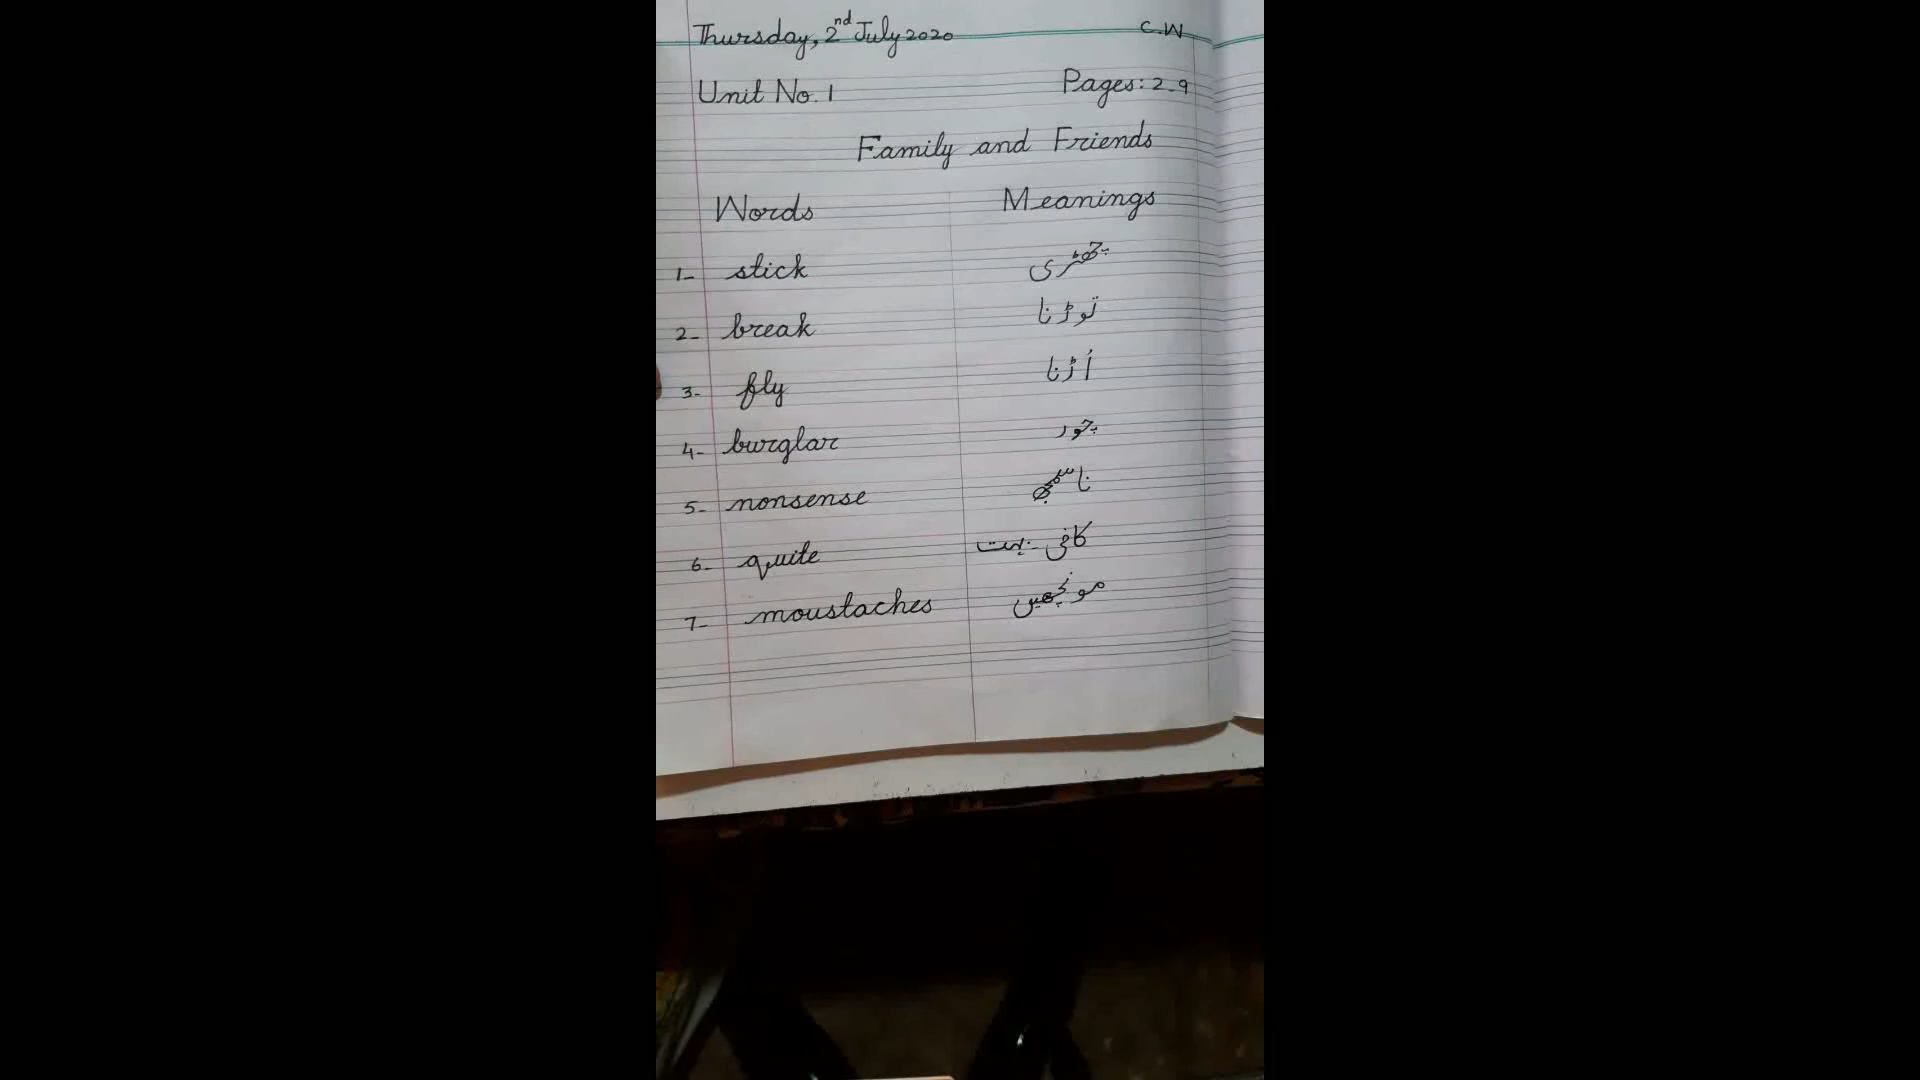 Thursday, 2nd July 2020 C.W
Unit No. 1 Pages: 2-9
Family and Friends
Words Meanings
1- stick چھڑی
2- break توڑنا
3- fly اُڑنا
4- burglar چور
5- nonsense ناسمجھ
6- quite کافی - بہت
7- moustaches مونچھیں